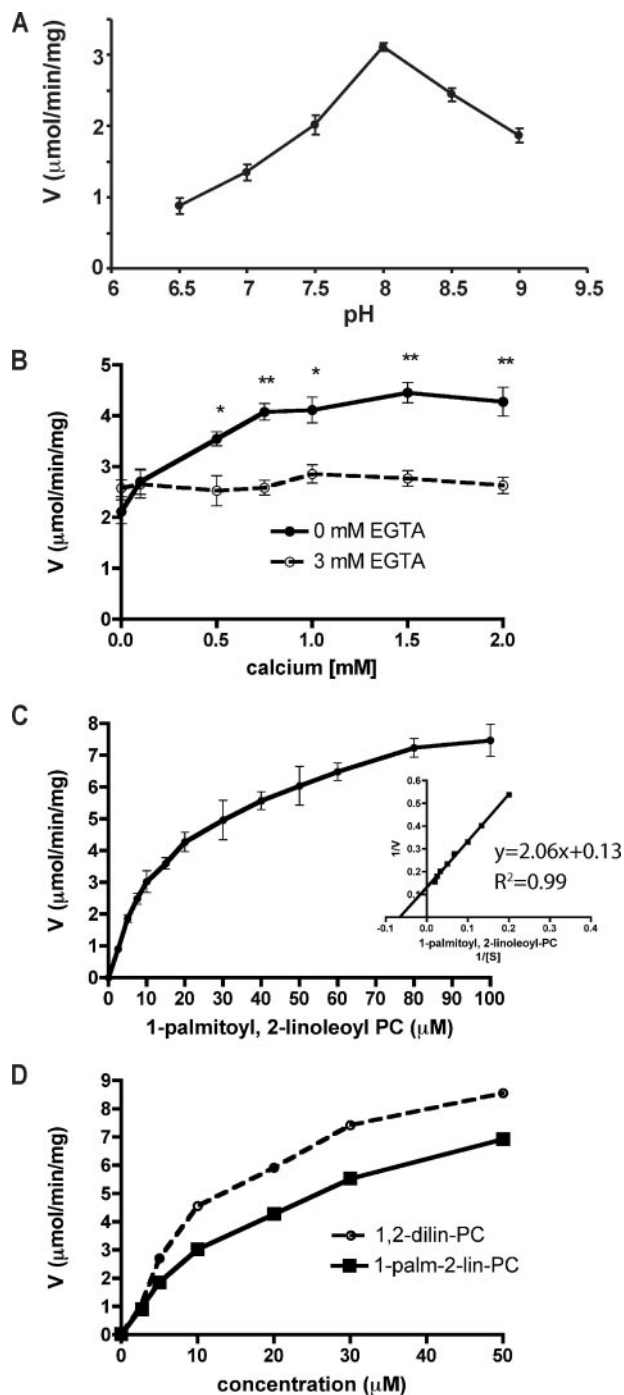 A
V (μmol/min/mg)
3
2
1
0
6 6.5 7 7.5 8 8.5 9 9.5
pH
B
V (μmol/min/mg)
5
4
3
2
1
0
* ** * ** **
0 mM EGTA
3 mM EGTA
0.0 0.5 1.0 1.5 2.0
calcium [mM]
C
V (μmol/min/mg)
8
7
6
5
4
3
2
1
0
0 10 20 30 40 50 60 70 80 90 100
1-palmitoyl, 2-linoleoyl PC (μM)
1/V
0.6
0.5
0.4
0.3
0.2
0.1
-0.1 0.0 0.1 0.2 0.3 0.4
1-palmitoyl, 2-linoleoyl-PC
1/[S]
y=2.06x+0.13
R²=0.99
D
V (μmol/min/mg)
9
8
7
6
5
4
3
2
1
0
1,2-dilin-PC
1-palm-2-lin-PC
0 10 20 30 40 50
concentration (μM)